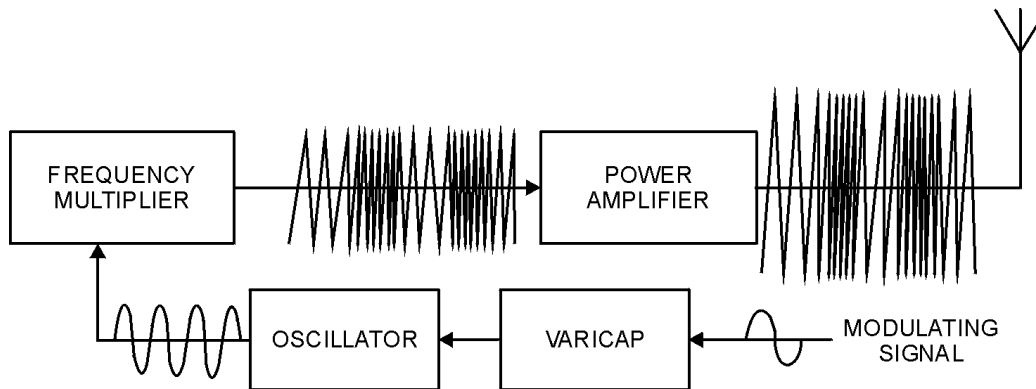 FREQUENCY
MULTIPLIER
POWER
AMPLIFIER
OSCILLATOR
VARICAP
MODULATING
SIGNAL